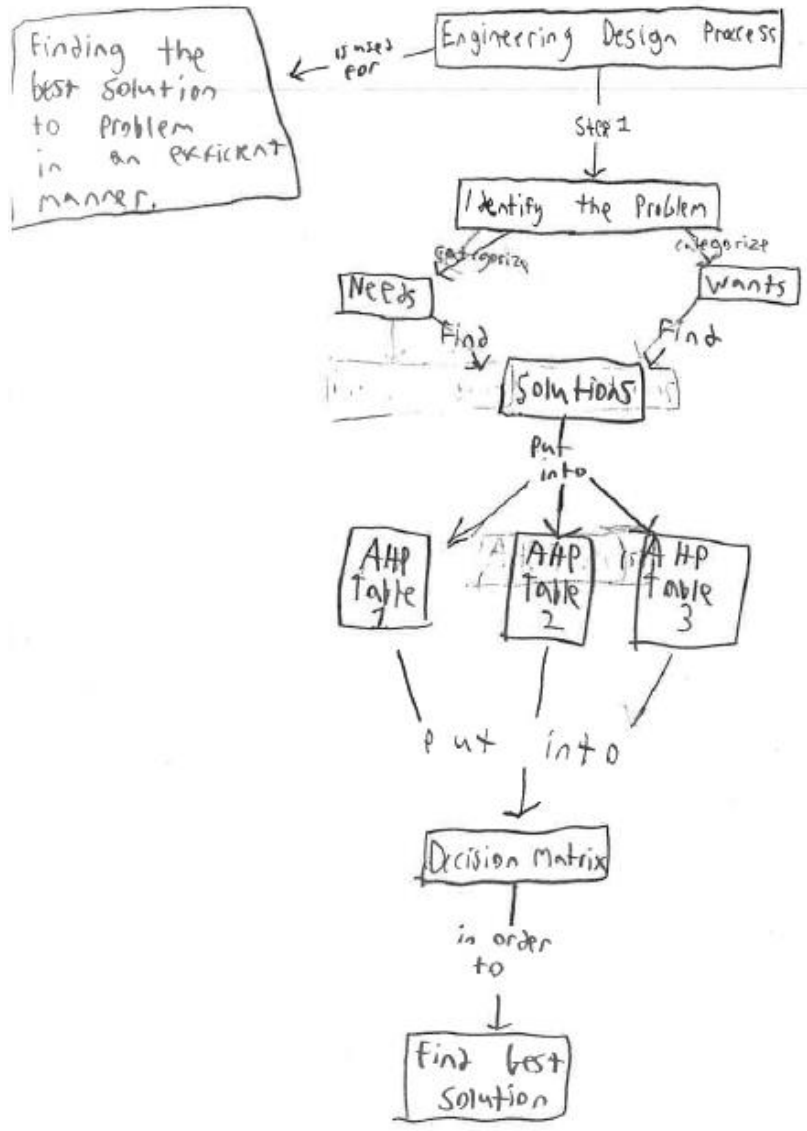 Finding the
best solution
to problem
in an efficient
manner.
is used
for
Engineering Design Process
Step 1
Identify the Problem
categorize
categorize
Needs
Wants
Find
Find
Solutions
Put
into
AHP
Table
1
AHP
Table
2
AHP
Table
3
Put into
Decision Matrix
in order
to
Find best
solution